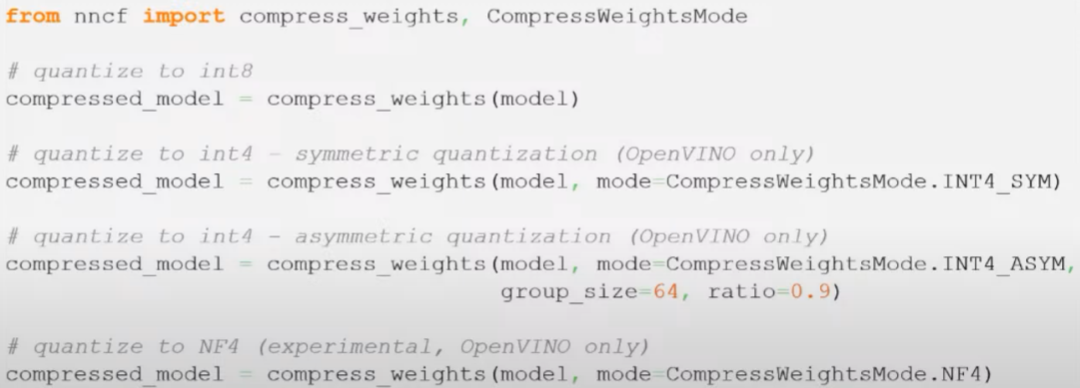 from nncf import compress_weights, CompressWeightsMode
# quantize to int8
compressed_model = compress_weights(model)
# quantize to int4 - symmetric quantization (OpenVINO only)
compressed_model = compress_weights(model, mode=CompressWeightsMode.INT4_SYM)
# quantize to int4 - asymmetric quantization (OpenVINO only)
compressed_model = compress_weights(model, mode=CompressWeightsMode.INT4_ASYM,
group_size=64, ratio=0.9)
# quantize to NF4 (experimental, OpenVINO only)
compressed_model = compress_weights(model, mode=CompressWeightsMode.NF4)